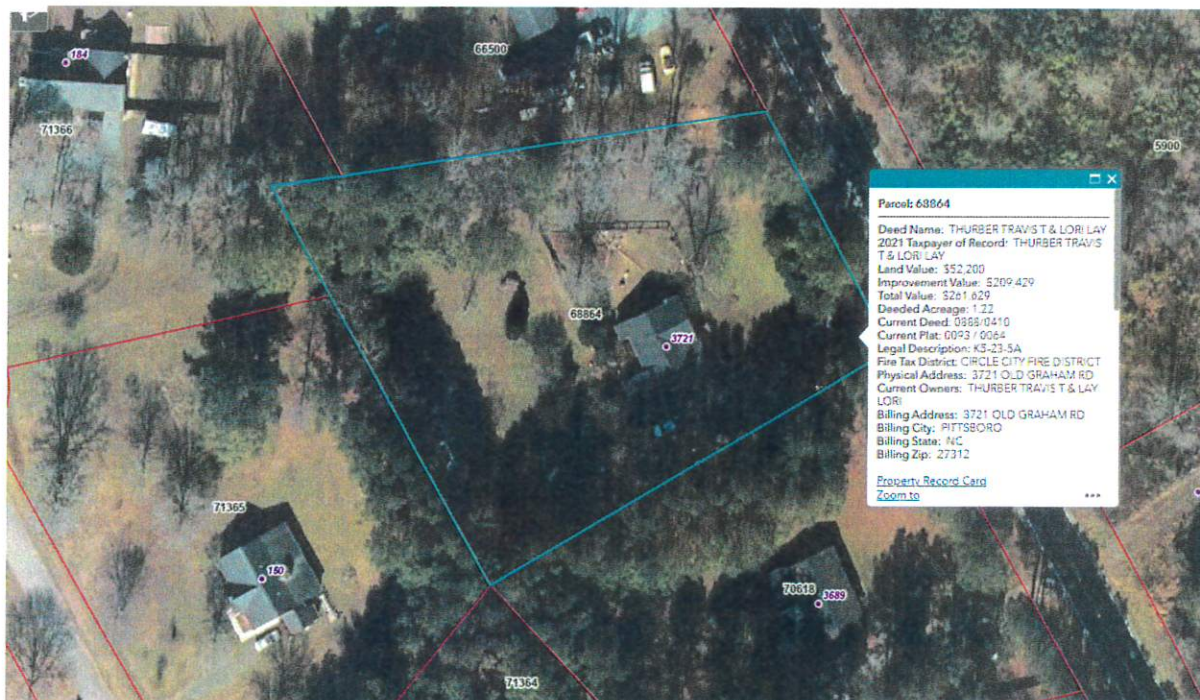 184
66500
71366
5900
Parcel: 68864
Deed Name: THURBER TRAVIS T & LORI LAY
2021 Taxpayer of Record: THURBER TRAVIS
T & LORI LAY
Land Value: $52,200
Improvement Value: $209,429
Total Value: $261,629
Deeded Acreage: 1.22
Current Deed: 0888/0410
Current Plat: 0093 / 0064
Legal Description: K5-23-5A
Fire Tax District: CIRCLE CITY FIRE DISTRICT
Physical Address: 3721 OLD GRAHAM RD
Current Owners: THURBER TRAVIS T & LAY
LORI
Billing Address: 3721 OLD GRAHAM RD
Billing City: PITTSBORO
Billing State: NC
Billing Zip: 27312
Property Record Card
Zoom to
68864
3721
71365
150
70618
3689
71364